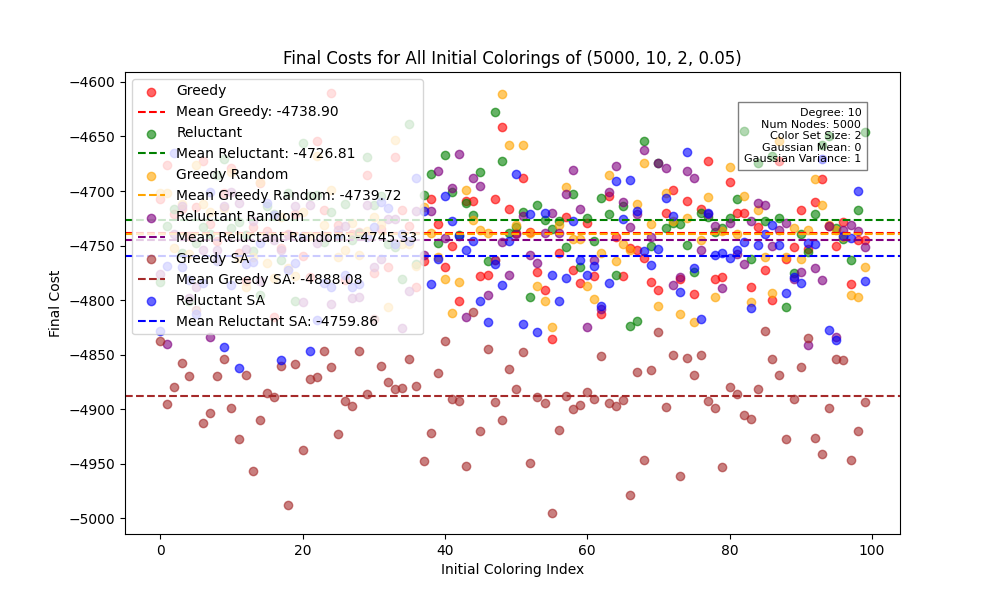 Final Costs for All Initial Colorings of (5000, 10, 2, 0.05)
Final Cost
−4600
−4650
−4700
−4750
−4800
−4850
−4900
−4950
−5000
Greedy
Mean Greedy: -4738.90
Reluctant
Mean Reluctant: -4726.81
Greedy Random
Mean Greedy Random: -4739.72
Reluctant Random
Mean Reluctant Random: -4745.33
Greedy SA
Mean Greedy SA: -4888.08
Reluctant SA
Mean Reluctant SA: -4759.86
Degree: 10
Num Nodes: 5000
Color Set Size: 2
Gaussian Mean: 0
Gaussian Variance: 1
0
20
40
60
80
100
Initial Coloring Index